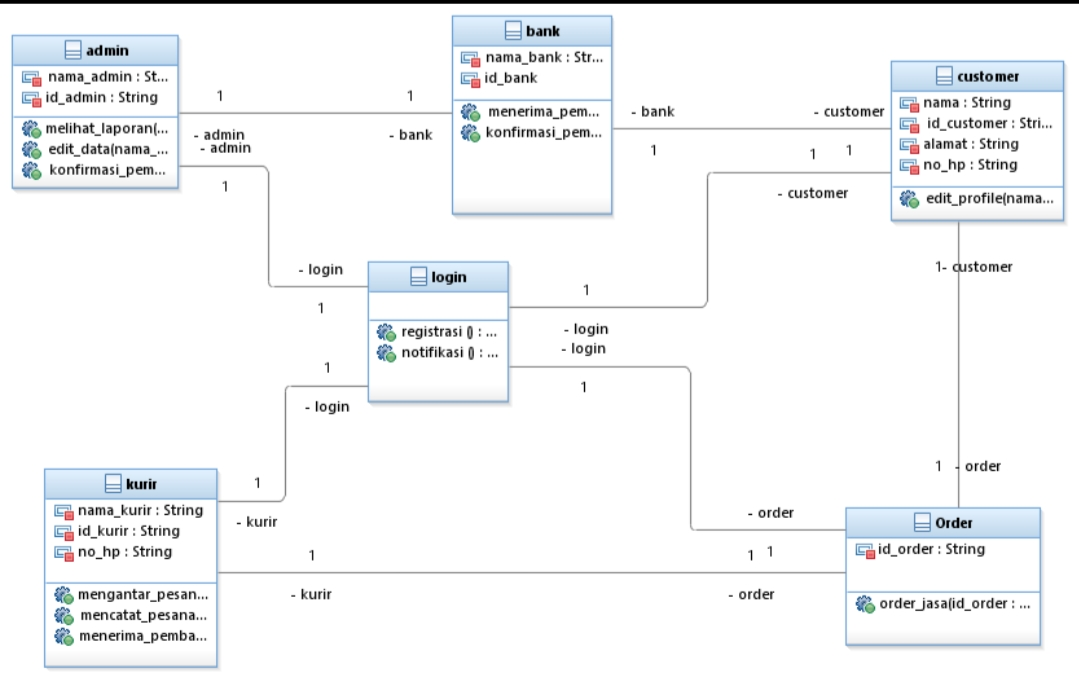 admin
nama_admin : St...
id_admin : String
melihat_laporan(...
edit_data(nama_...
konfirmasi_pem...
bank
nama_bank : Str...
id_bank
menerima_pem...
konfirmasi_pem...
customer
nama : String
id_customer : Stri...
alamat : String
no_hp : String
edit_profile(nama...
1
1
- admin
- bank
- admin
1
- bank
- customer
1
1
1
- customer
- login
1
login
registrasi () : ...
notifikasi () : ...
1
- login
- login
1
1- customer
1
- login
1
- kurir
1 - order
- order
kurir
nama_kurir : String
id_kurir : String
no_hp : String
mengantar_pesan...
mencatat_pesana...
menerima_pemba...
1
- kurir
1
1
- order
Order
id_order : String
order_jasa(id_order : ...